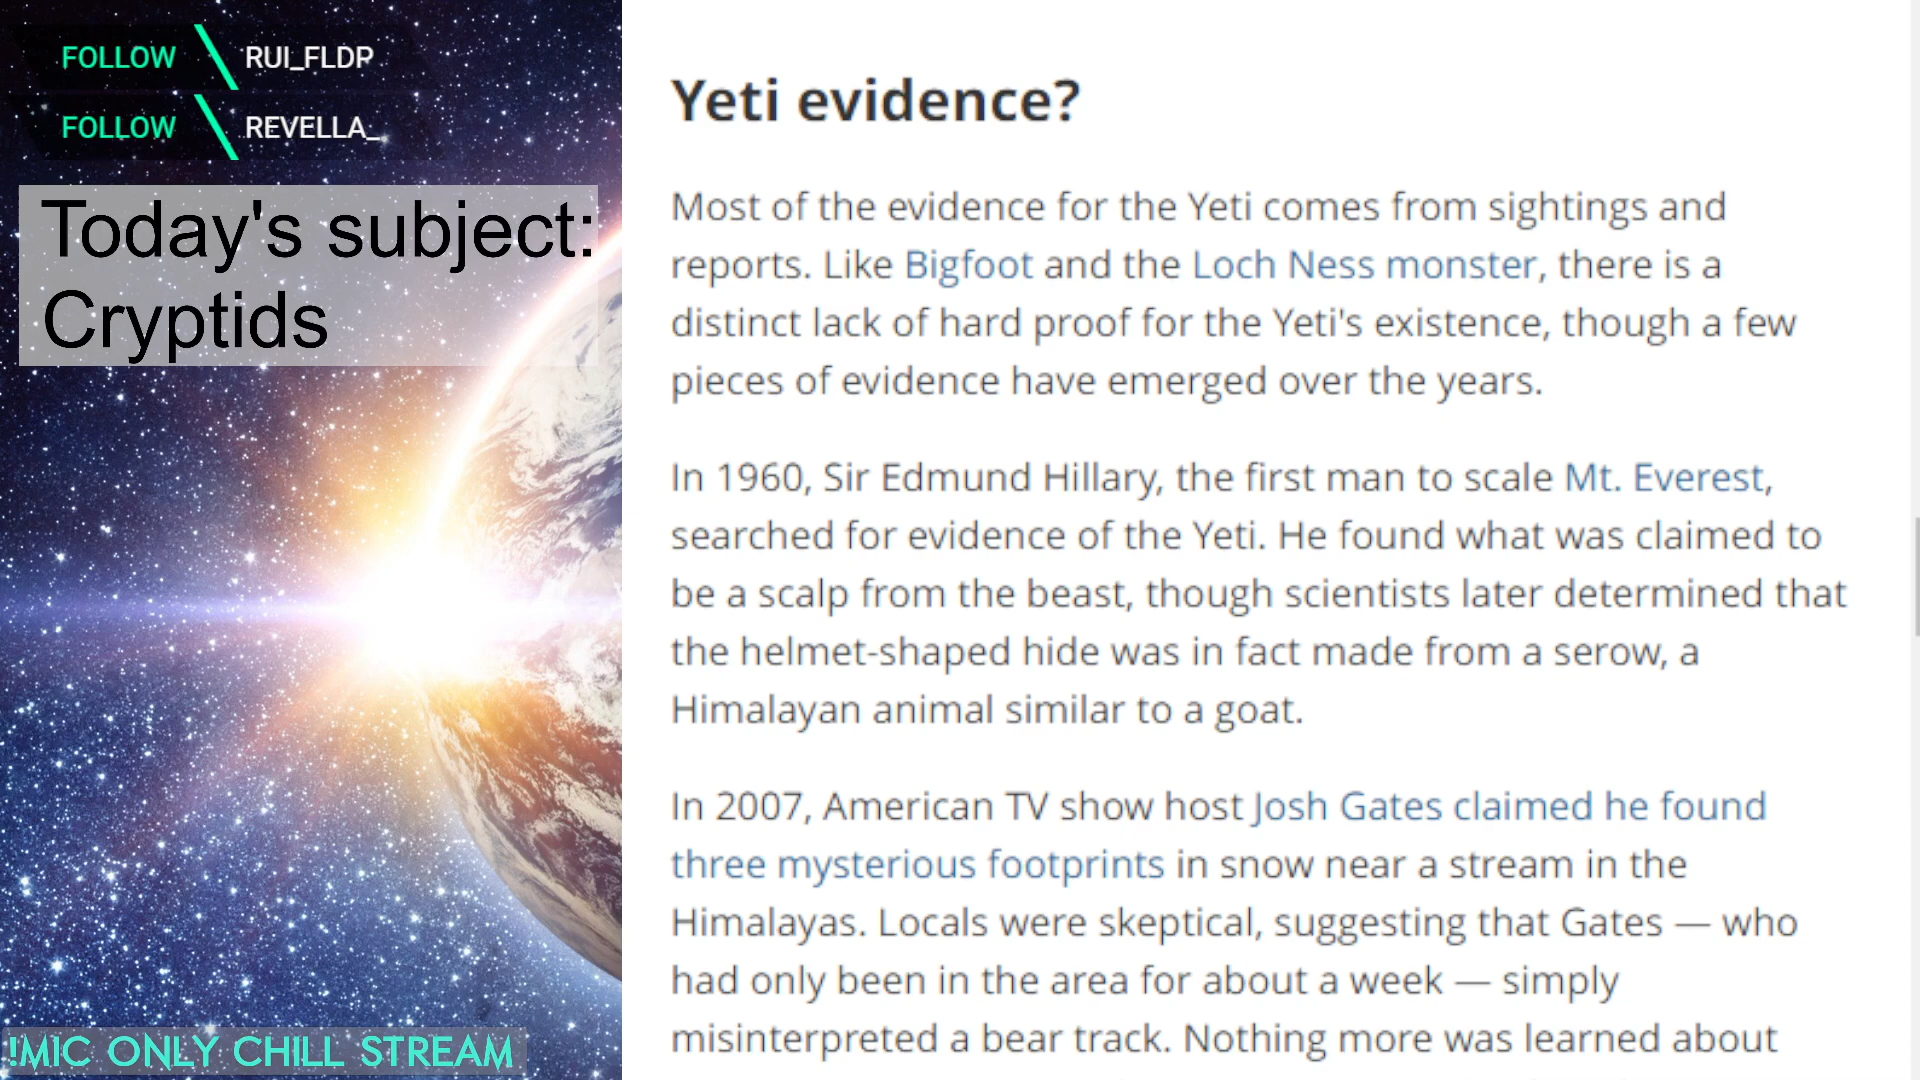 FOLLOW RUI_FLDP
FOLLOW REVELLA_
Today's subject:
Cryptids
!MIC ONLY CHILL STREAM
Yeti evidence?
Most of the evidence for the Yeti comes from sightings and
reports. Like Bigfoot and the Loch Ness monster, there is a
distinct lack of hard proof for the Yeti's existence, though a few
pieces of evidence have emerged over the years.
In 1960, Sir Edmund Hillary, the first man to scale Mt. Everest,
searched for evidence of the Yeti. He found what was claimed to
be a scalp from the beast, though scientists later determined that
the helmet-shaped hide was in fact made from a serow, a
Himalayan animal similar to a goat.
In 2007, American TV show host Josh Gates claimed he found
three mysterious footprints in snow near a stream in the
Himalayas. Locals were skeptical, suggesting that Gates — who
had only been in the area for about a week — simply
misinterpreted a bear track. Nothing more was learned about